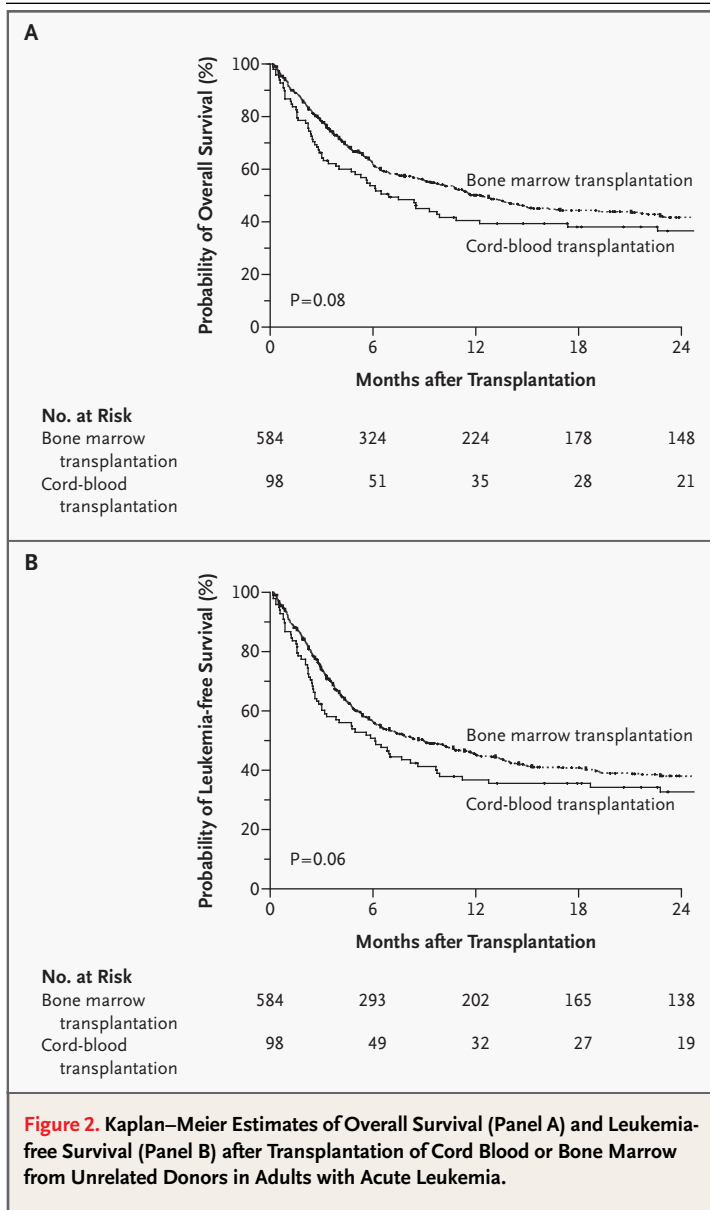 A
Probability of Overall Survival (%)
100
80
60
40
20
0
Bone marrow transplantation
Cord-blood transplantation
P=0.08
0 6 12 18 24
Months after Transplantation
No. at Risk
Bone marrow
transplantation
584 324 224 178 148
Cord-blood
transplantation
98 51 35 28 21
B
Probability of Leukemia-free Survival (%)
100
80
60
40
20
0
Bone marrow transplantation
Cord-blood transplantation
P=0.06
0 6 12 18 24
Months after Transplantation
No. at Risk
Bone marrow
transplantation
584 293 202 165 138
Cord-blood
transplantation
98 49 32 27 19
Figure 2. Kaplan–Meier Estimates of Overall Survival (Panel A) and Leukemia-
free Survival (Panel B) after Transplantation of Cord Blood or Bone Marrow
from Unrelated Donors in Adults with Acute Leukemia.